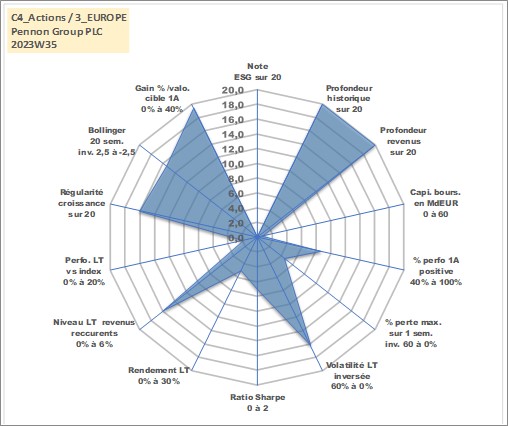 C4_Actions / 3_EUROPE
Pennon Group PLC
2023W35
Note
ESG sur 20
Profondeur
historique
sur 20
Profondeur
revenus
sur 20
Capi. bours.
en MdEUR
0 à 60
% perfo 1A
positive
40% à 100%
% perte max.
sur 1 sem.
inv. 60 à 0%
Volatilité LT
inversée
60% à 0%
Ratio Sharpe
0 à 2
Rendement LT
0% à 30%
Niveau LT revenus
reccurents
0% à 6%
Perfo. LT
vs index
0% à 20%
Régularité
croissance
sur 20
Bollinger
20 sem.
inv. 2,5 à -2,5
Gain % /valo.
cible 1A
0% à 40%
20,0
18,0
16,0
14,0
12,0
10,0
8,0
6,0
4,0
2,0
0,0